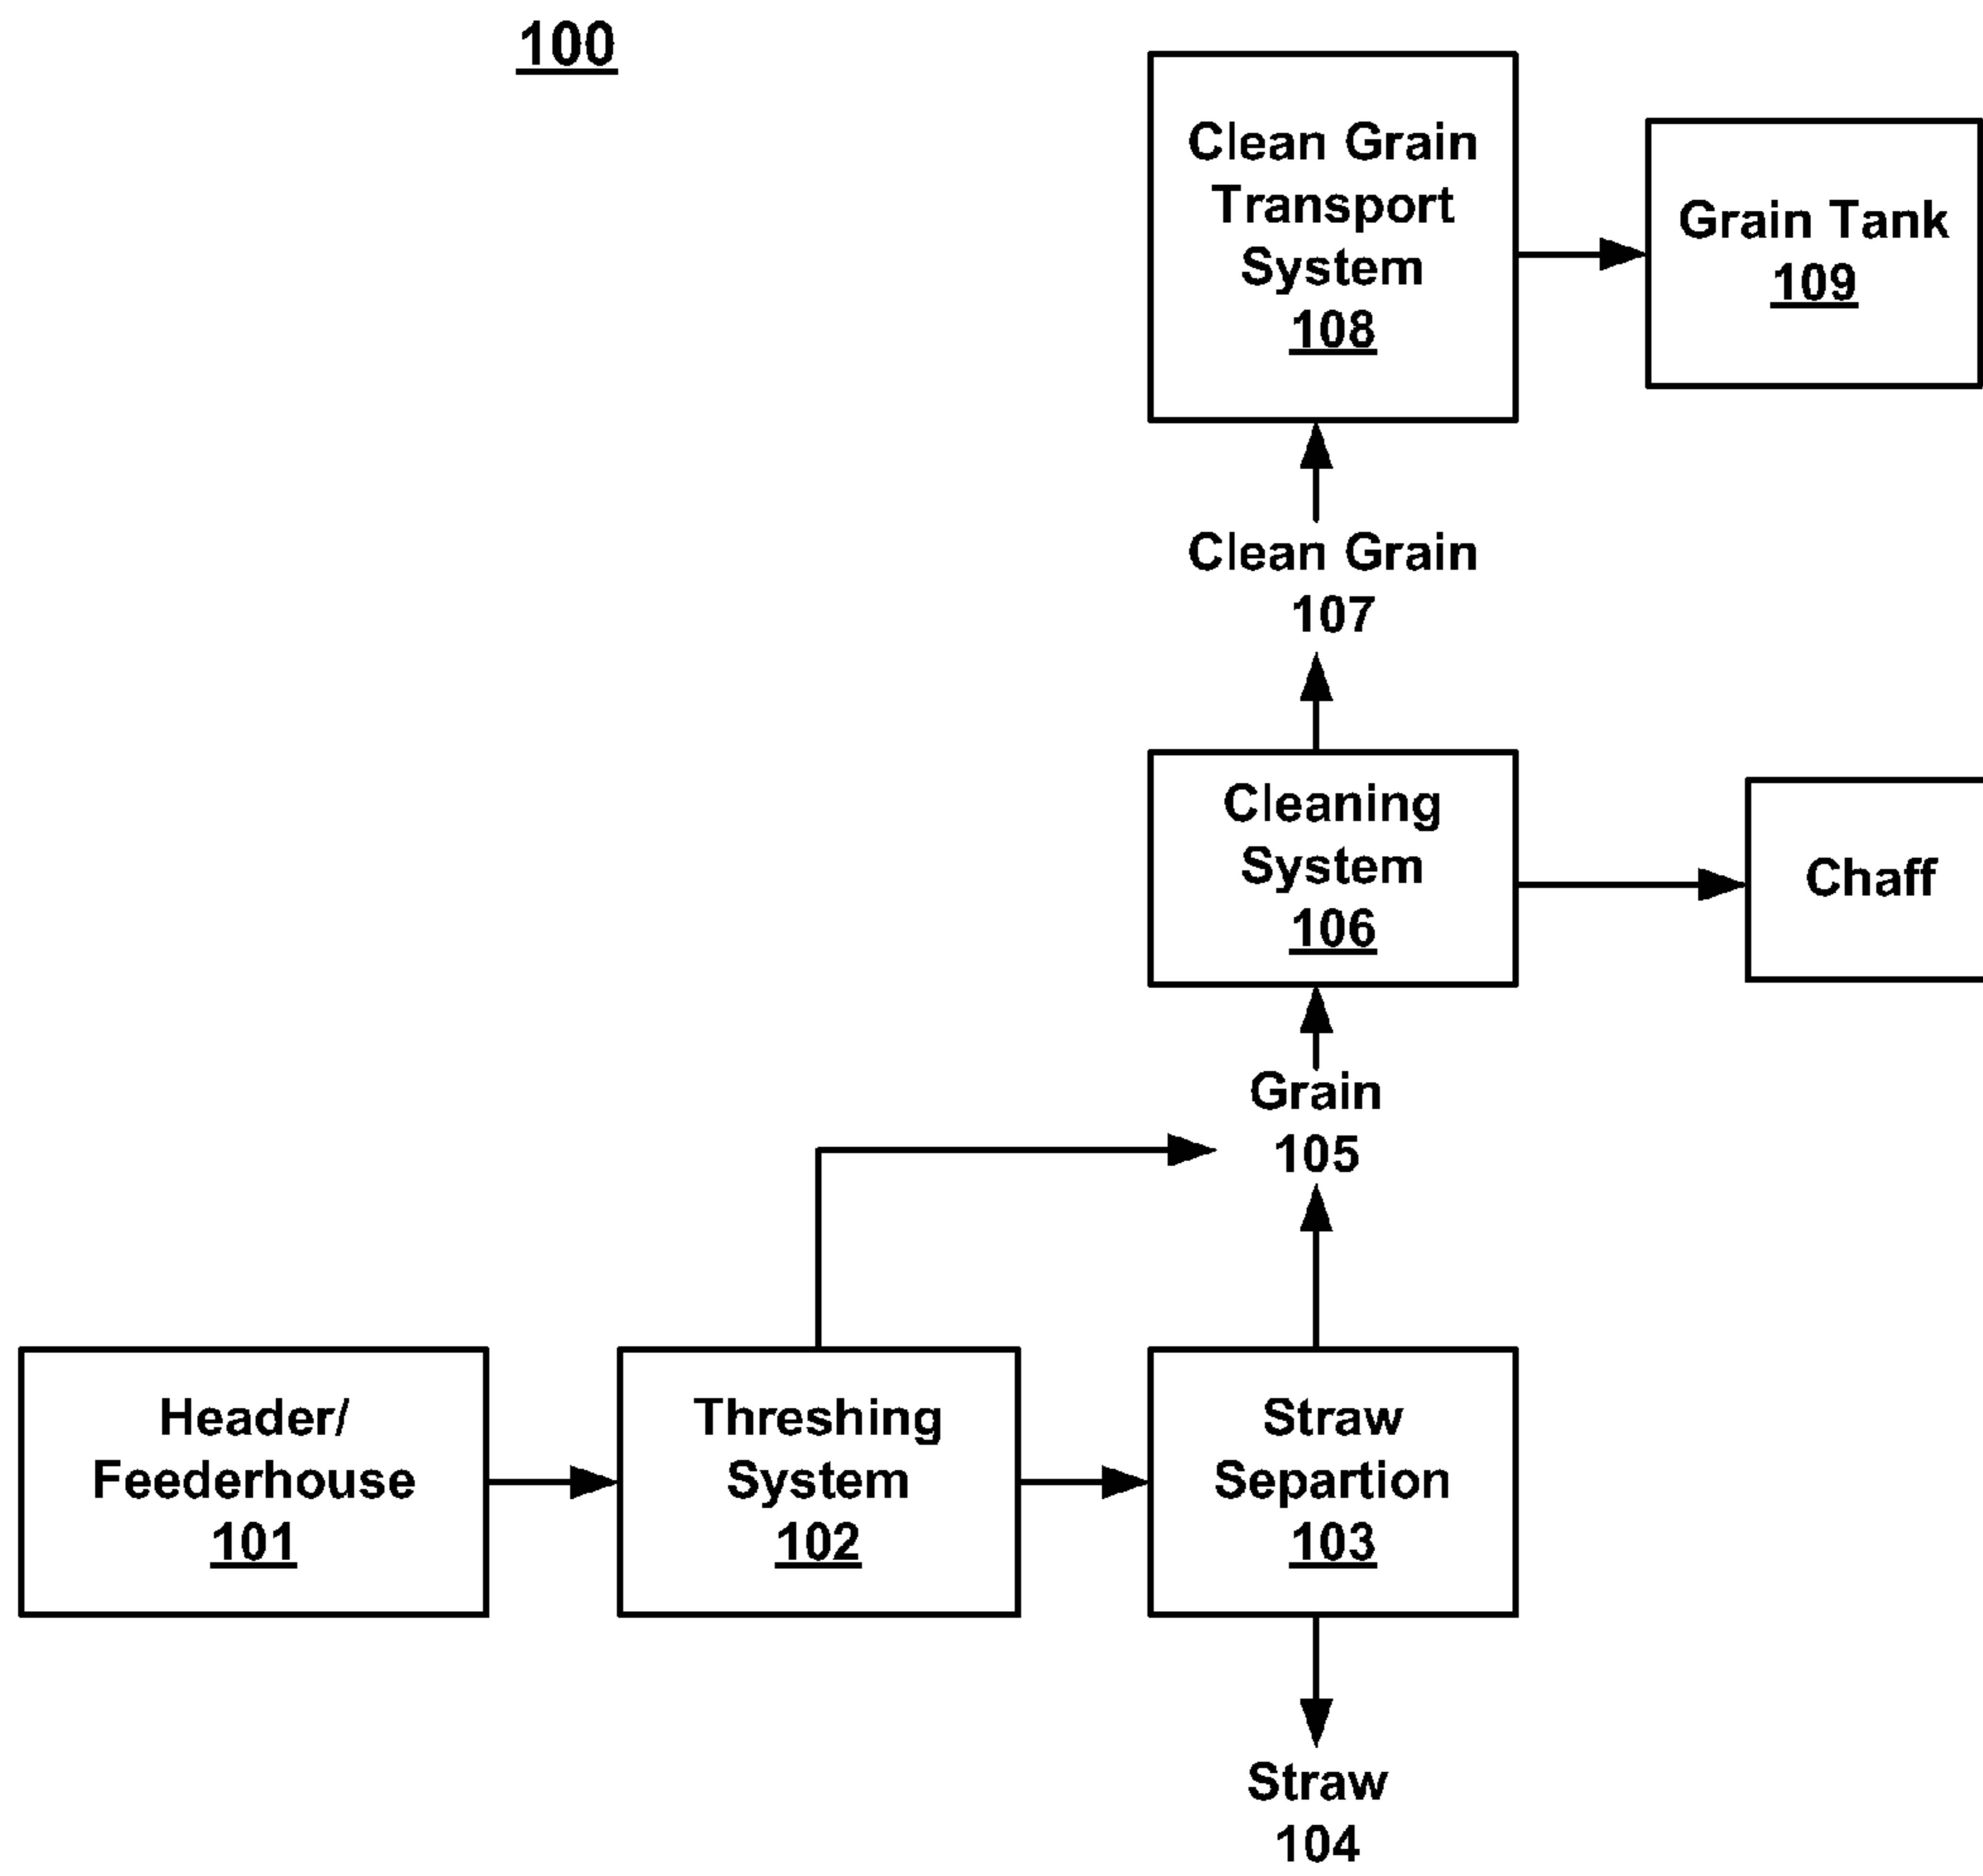 100
Clean Grain
Transport
System
108
Grain Tank
109
Clean Grain
107
Cleaning
System
106
Chaff
Grain
105
Header/
Feederhouse
101
Threshing
System
102
Straw
Separtion
103
Straw
104